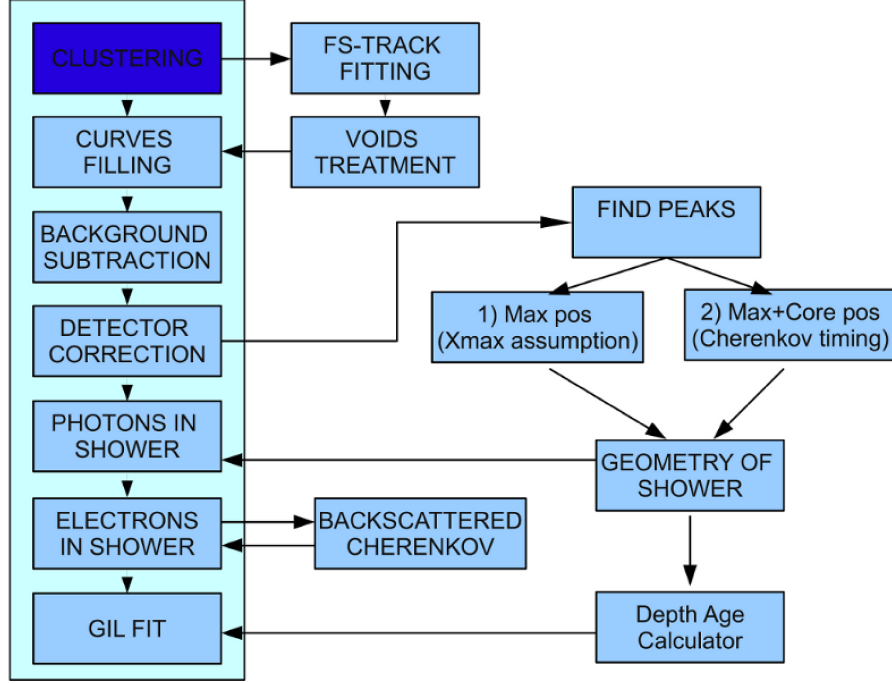 CLUSTERING
FS-TRACK
FITTING
CURVES
FILLING
VOIDS
TREATMENT
BACKGROUND
SUBTRACTION
FIND PEAKS
DETECTOR
CORRECTION
1) Max pos
(Xmax assumption)
2) Max+Core pos
(Cherenkov timing)
PHOTONS IN
SHOWER
GEOMETRY OF
SHOWER
ELECTRONS
IN SHOWER
BACKSCATTERED
CHERENKOV
GIL FIT
Depth Age
Calculator